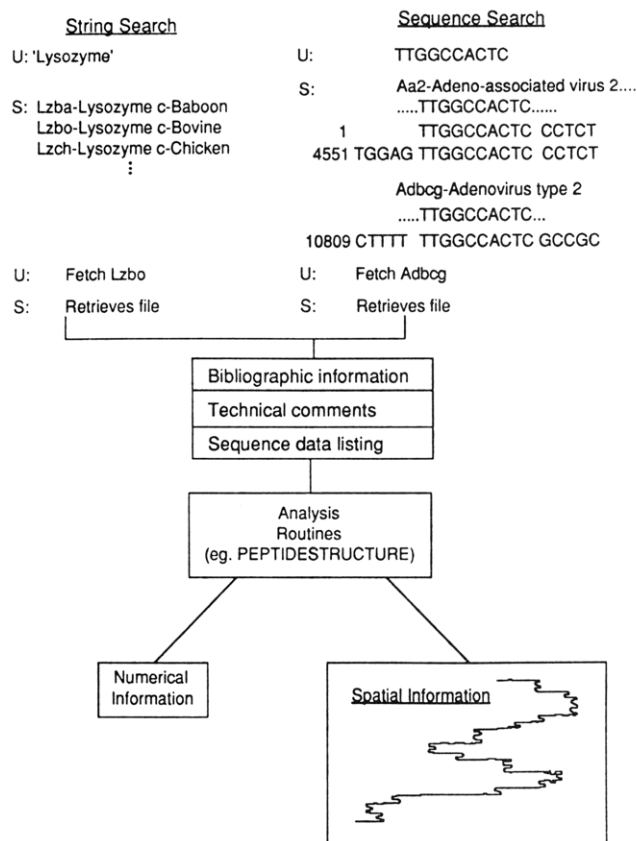 String Search
U: 'Lysozyme'
S: Lzba-Lysozyme c-Baboon
Lzbo-Lysozyme c-Bovine
Lzch-Lysozyme c-Chicken
⋮
U: Fetch Lzbo
S: Retrieves file
Sequence Search
U: TTGGCCACTC
S: Aa2-Adeno-associated virus 2....
.....TTGGCCACTC......
1 TTGGCCACTC CCTCT
4551 TGGAG TTGGCCACTC CCTCT
Adbcg-Adenovirus type 2
.....TTGGCCACTC...
10809 CTTTT TTGGCCACTC GCCGC
U: Fetch Adbcg
S: Retrieves file
Bibliographic information
Technical comments
Sequence data listing
Analysis
Routines
(eg. PEPTIDESTRUCTURE)
Numerical
Information
Spatial Information